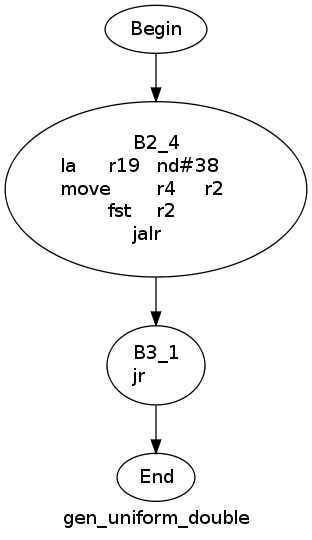 Begin
B2_4
la r19 nd#38
move r4 r2
fst r2
jalr
B3_1
jr
End
gen_uniform_double